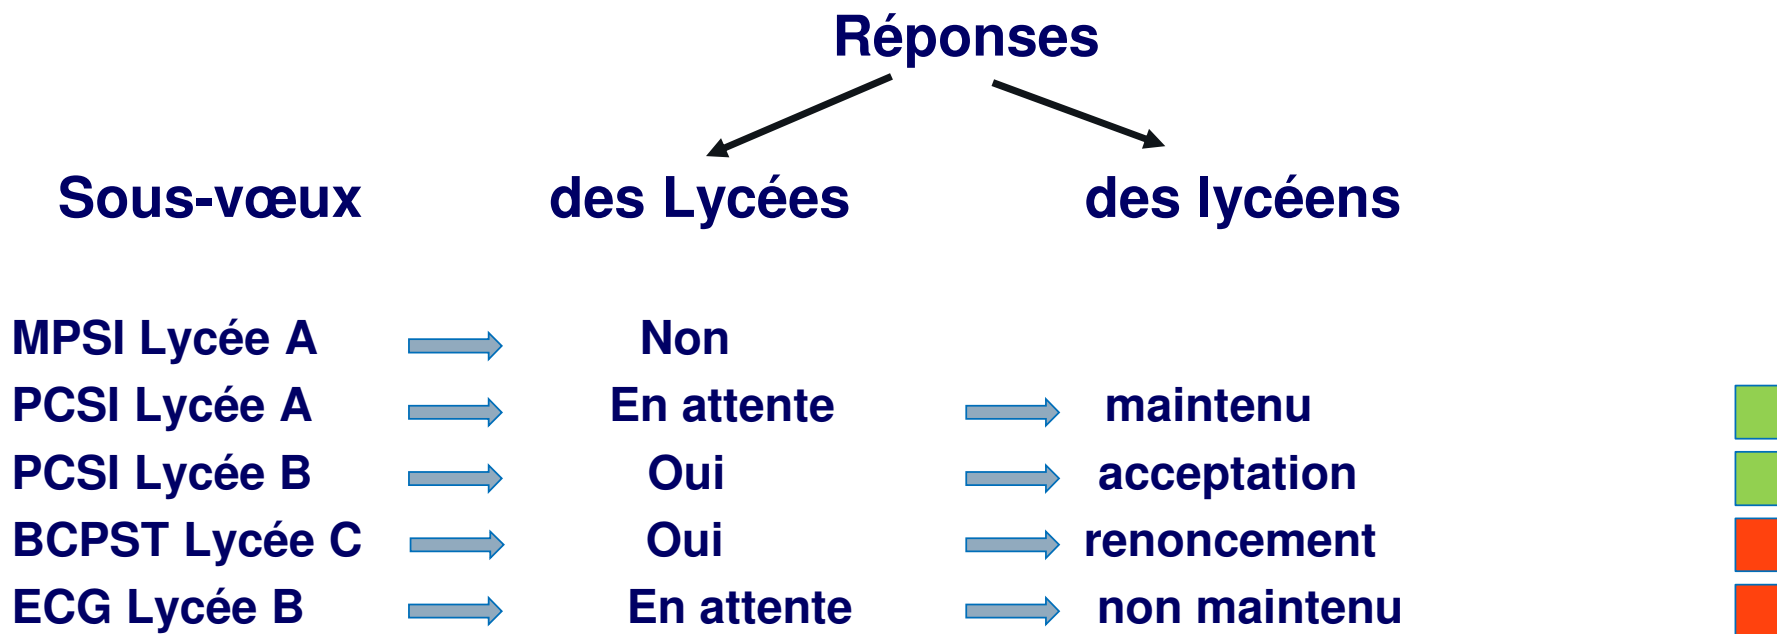 Réponses
Sous-vœux des Lycées des lycéens
MPSI Lycée A Non
PCSI Lycée A En attente maintenu
PCSI Lycée B Oui acceptation
BCPST Lycée C Oui renoncement
ECG Lycée B En attente non maintenu